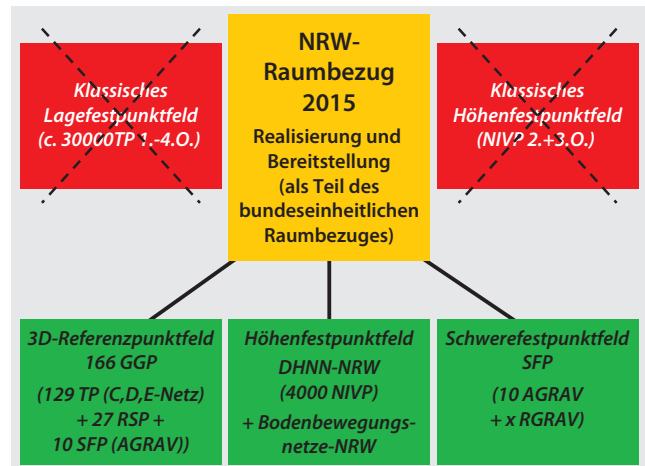 Klassisches
Lagefestpunktfeld
(c. 30000TP 1.-4.O.)
NRW-
Raumbezug
2015
Realisierung und
Bereitstellung
(als Teil des
bundeseinheitlichen
Raumbezuges)
Klassisches
Höhenfestpunktfeld
(NIVP 2.+3.O.)
3D-Referenzpunktfeld
166 GGP
(129 TP (C,D,E-Netz)
+ 27 RSP +
10 SFP (AGRAV))
Höhenfestpunktfeld
DHNN-NRW
(4000 NIVP)
+ Bodenbewegungs-
netze-NRW
Schwerefestpunktfeld
SFP
(10 AGRAV
+ x RGRAV)